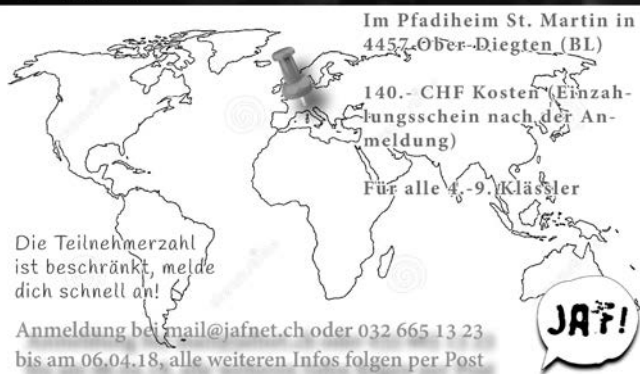 Im Pfadiheim St. Martin in
4457 Ober-Diegten (BL)
140.- CHF Kosten (Einzah-
lungsschein nach der An-
meldung)
Für alle 4.-9. Klässler
Die Teilnehmerzahl
ist beschränkt, melde
dich schnell an!
JAF!
Anmeldung bei mail@jafnet.ch oder 032 665 13 23
bis am 06.04.18, alle weiteren Infos folgen per Post